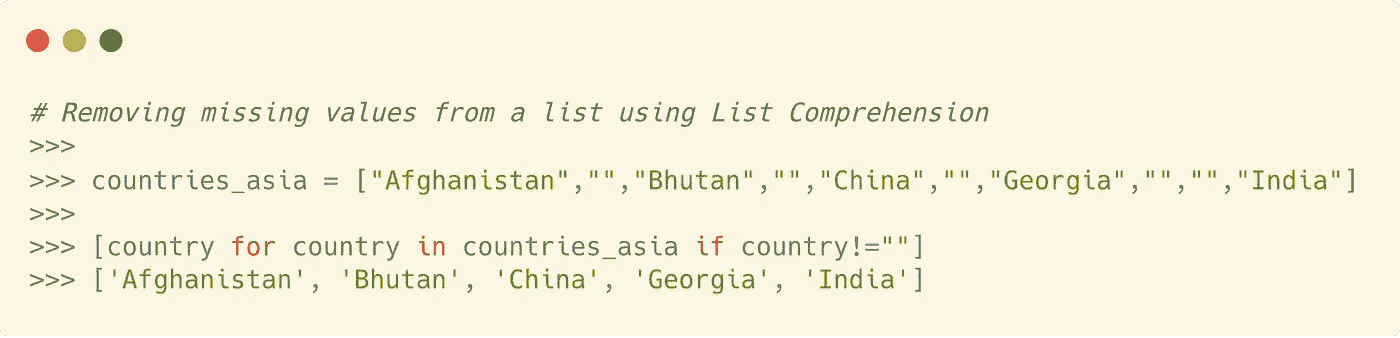 # Removing missing values from a list using List Comprehension
>>>
>>> countries_asia = ["Afghanistan","","Bhutan","","China","","Georgia","","","India"]
>>>
>>> [country for country in countries_asia if country!=""]
>>> ['Afghanistan', 'Bhutan', 'China', 'Georgia', 'India']